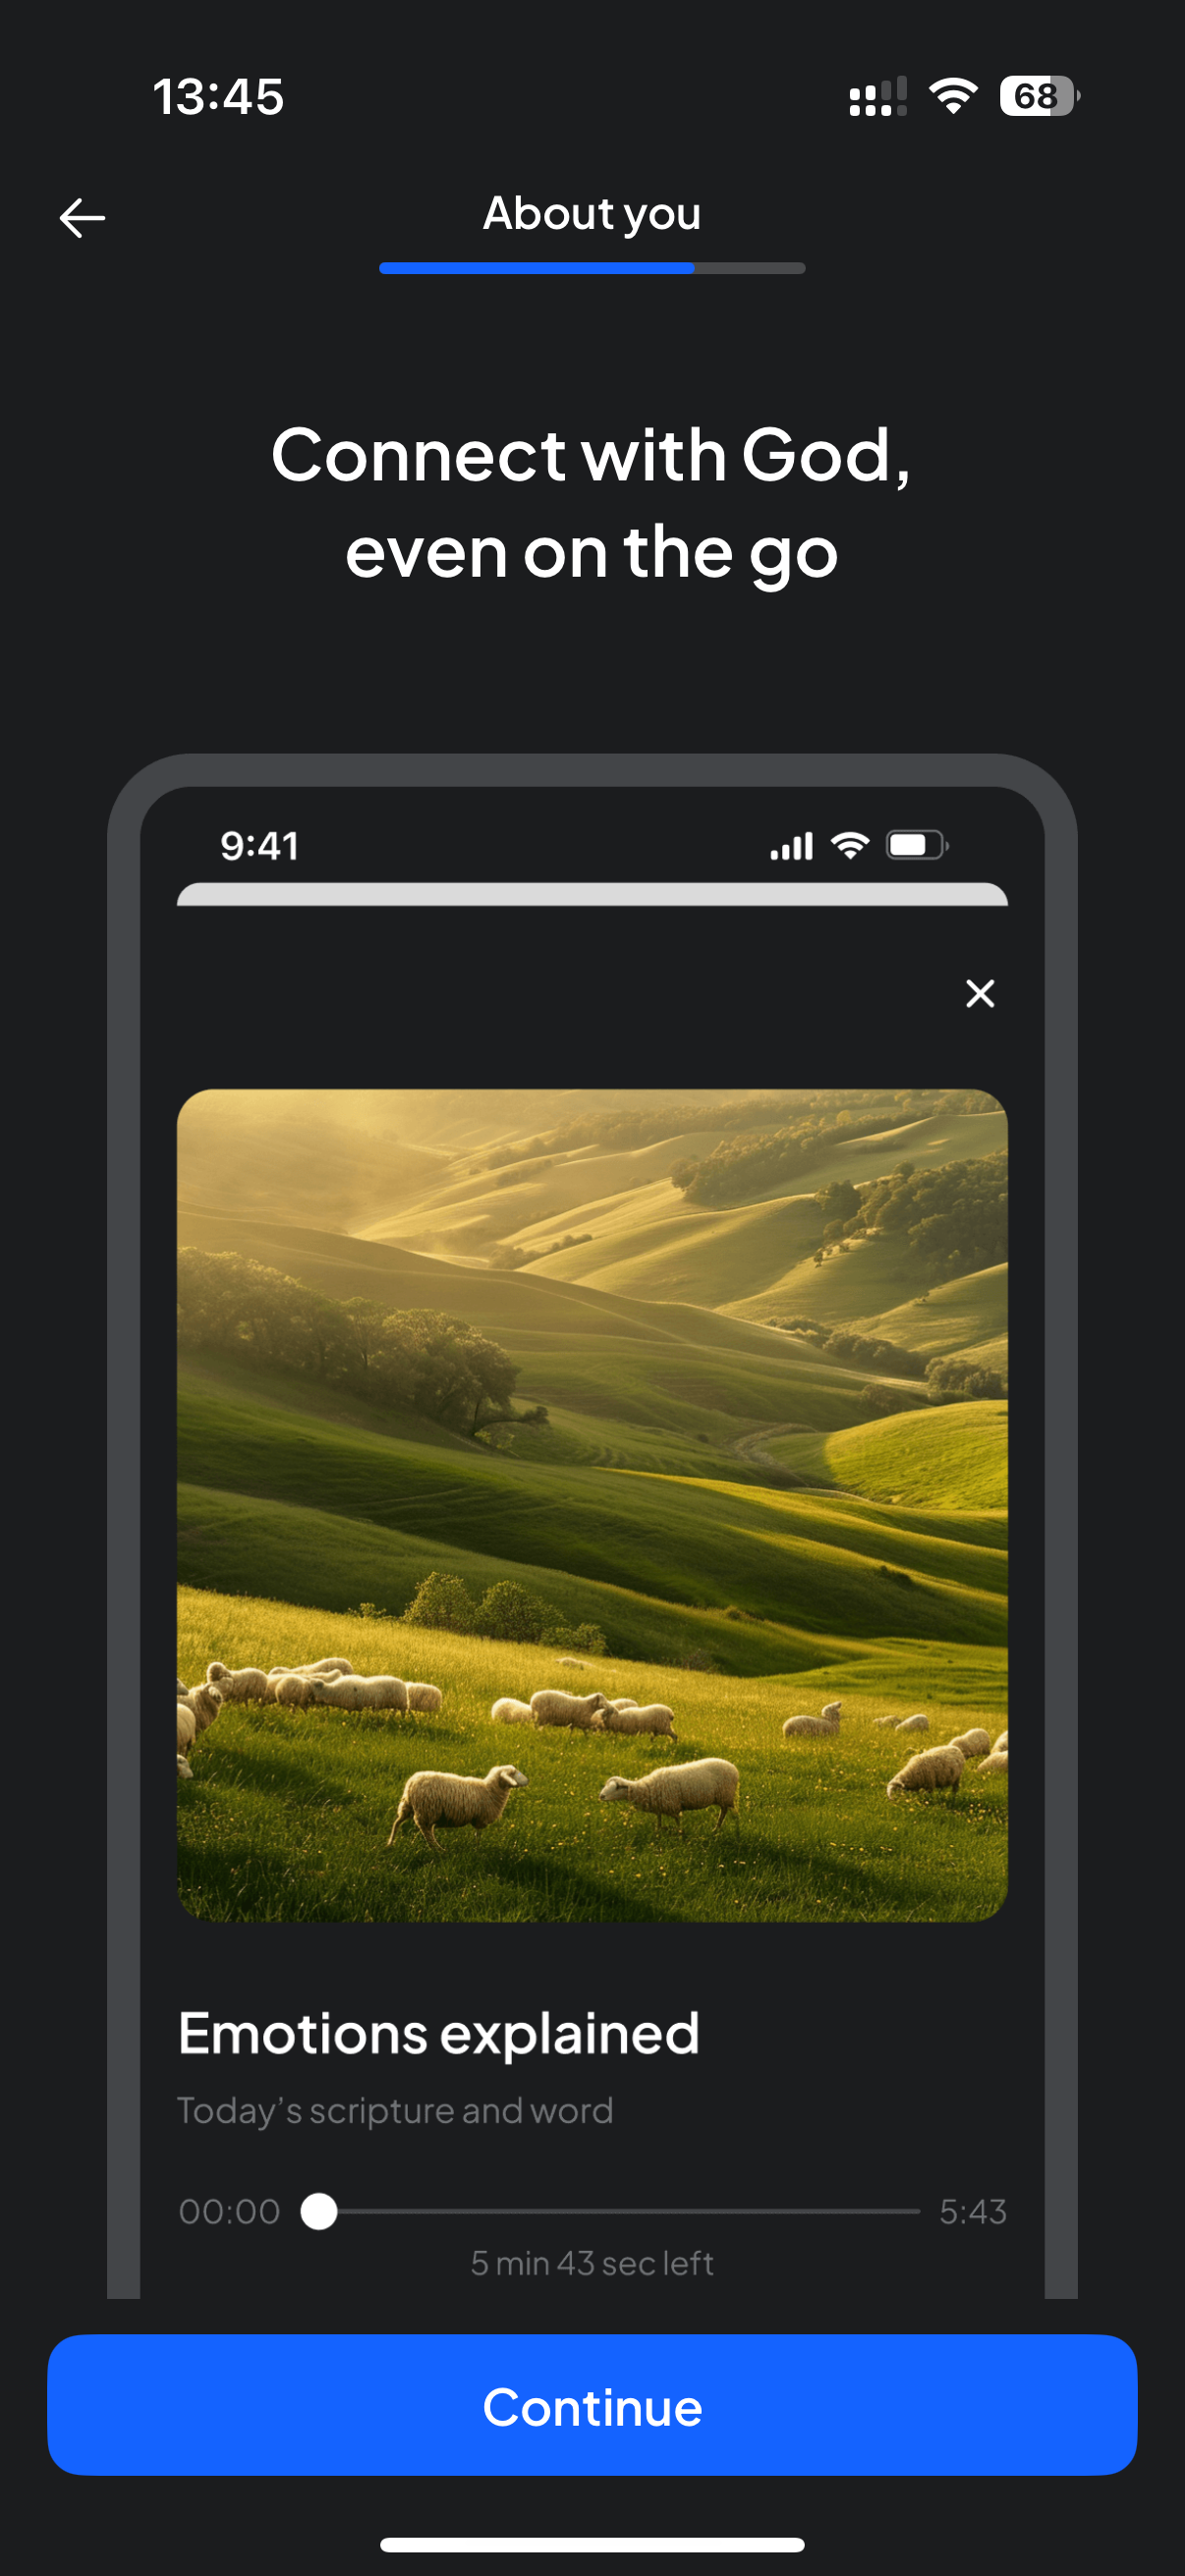 13:45
68
About you
Connect with God,
even on the go
9:41
Emotions explained
Today’s scripture and word
00:00
5:43
5 min 43 sec left
Continue